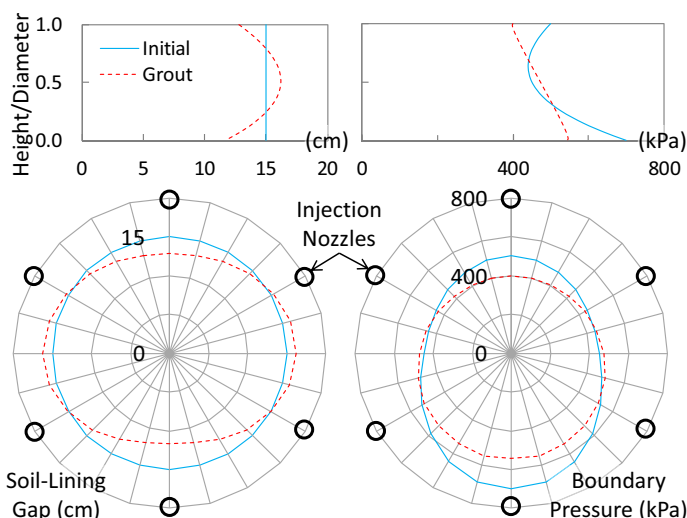 Height/Diameter
1.0
0.5
0.0
Initial
Grout
(cm)
0
5
10
15
20
(kPa)
0
400
800
15
0
Injection
Nozzles
800
400
0
Soil-Lining
Gap (cm)
Boundary
Pressure (kPa)